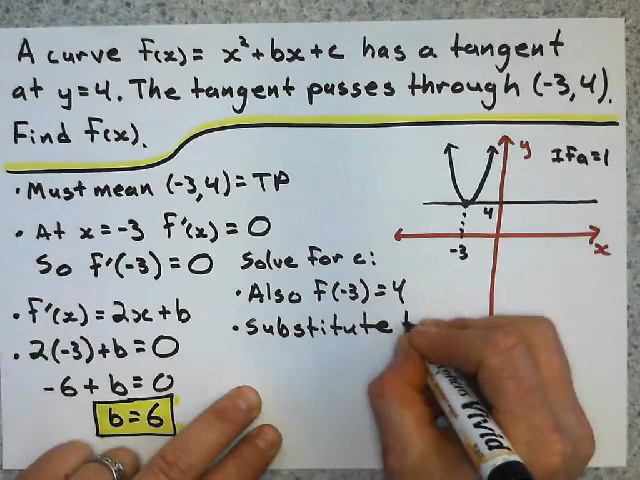 A curve f(x) = x² + bx + c has a tangent
at y = 4. The tangent passes through (-3, 4).
Find f(x).
• Must mean (-3, 4) = TP
• At x = -3 f'(x) = 0
So f'(-3) = 0
• f'(x) = 2x + b
• 2(-3) + b = 0
-6 + b = 0
b = 6
Solve for c:
• Also f(-3) = 4
• Substitute
y
If a = 1
4
-3
x
Vivid